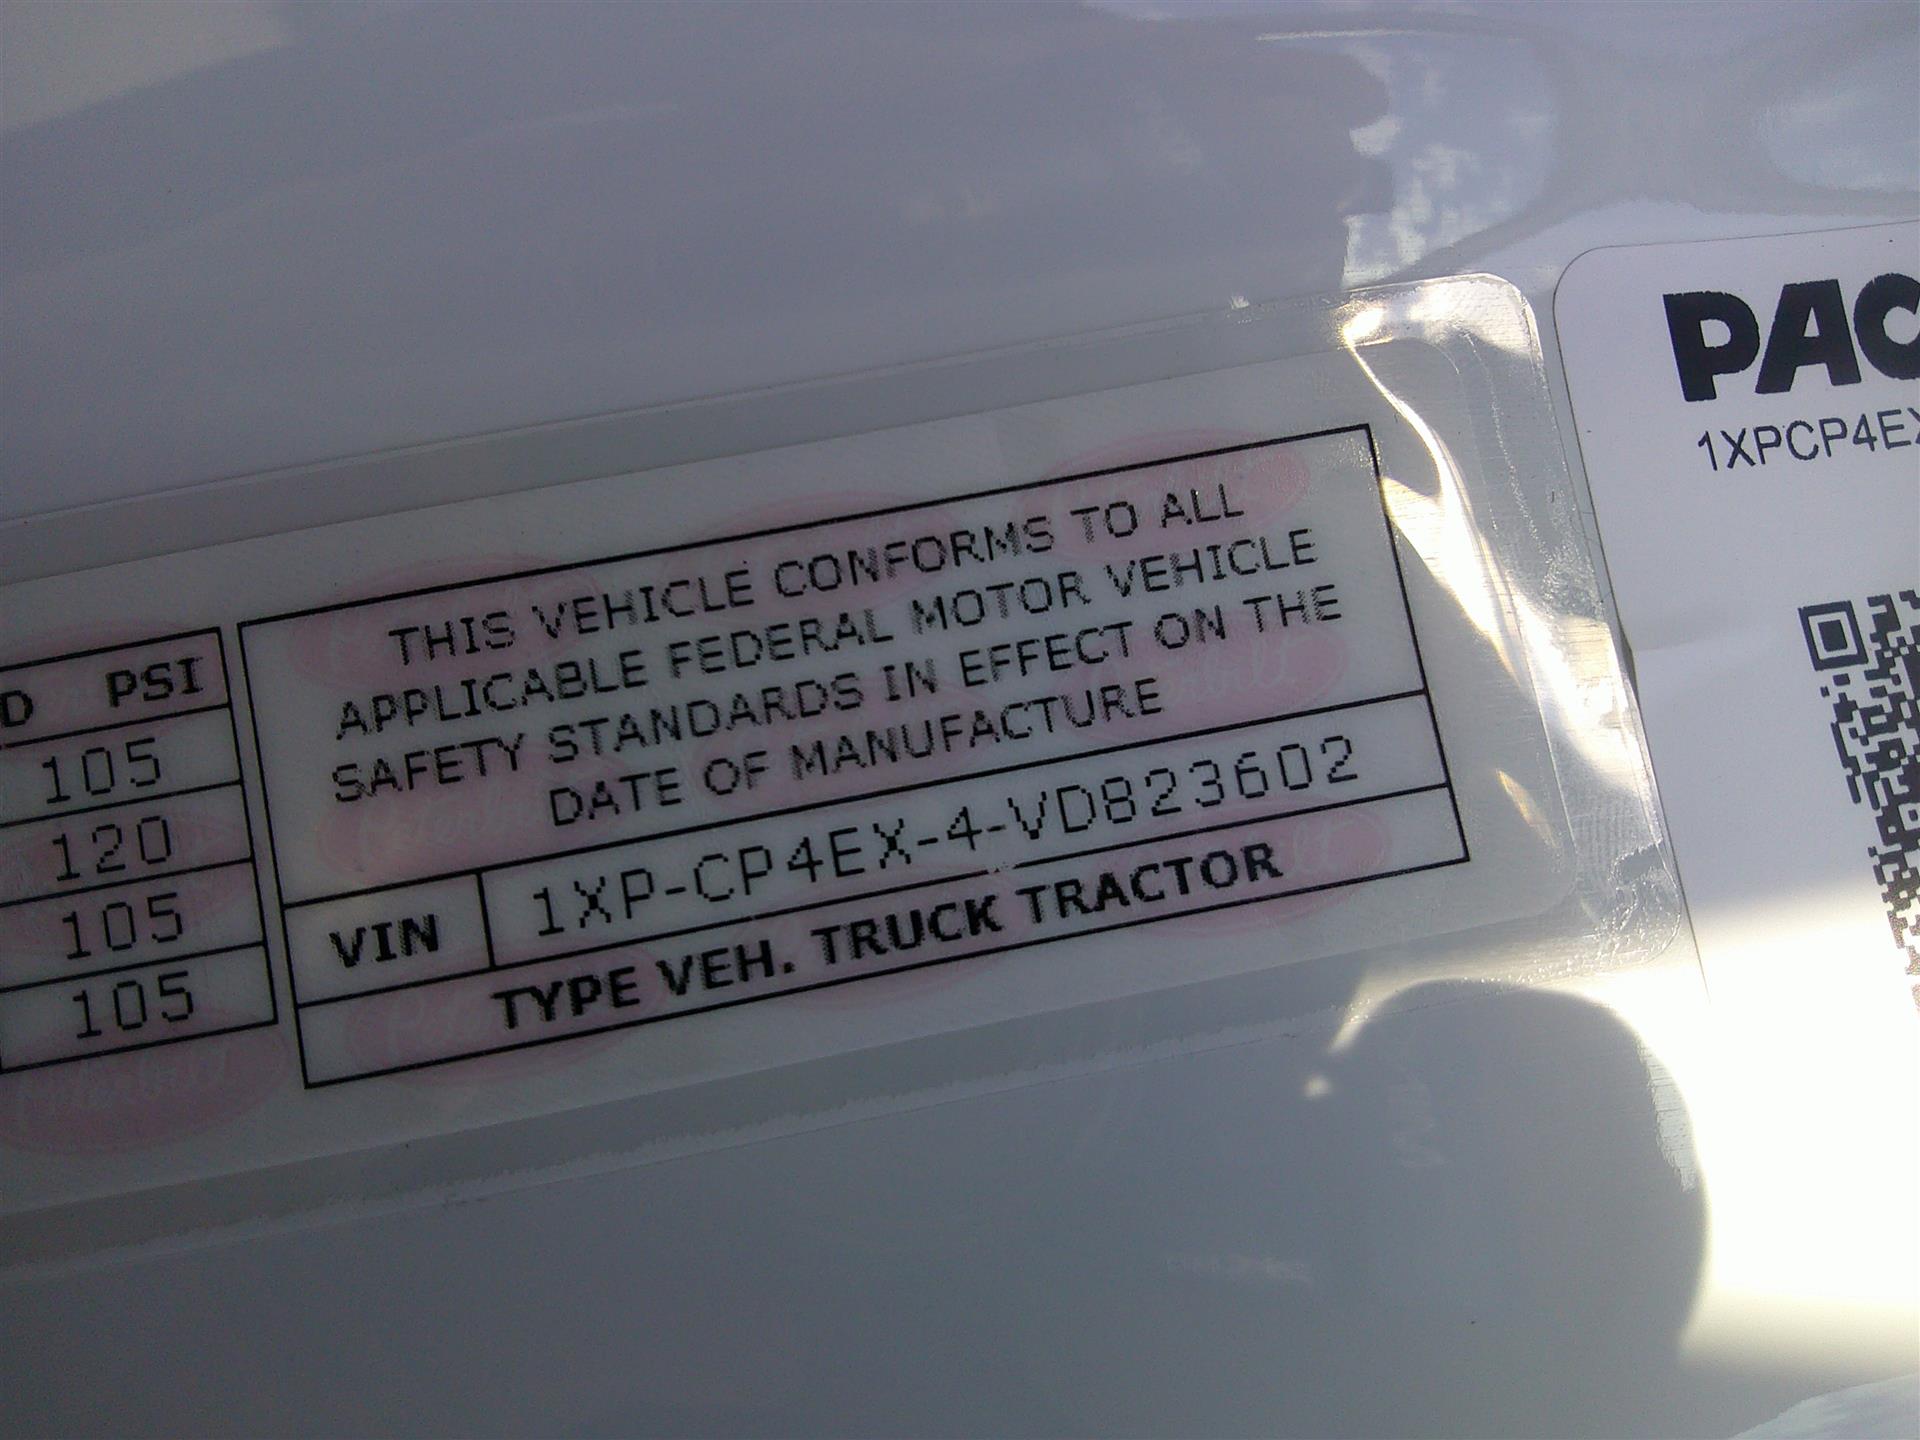 D PSI
105
120
105
105
THIS VEHICLE CONFORMS TO ALL
APPLICABLE FEDERAL MOTOR VEHICLE
SAFETY STANDARDS IN EFFECT ON THE
DATE OF MANUFACTURE
VIN 1XP-CP4EX-4-VD823602
TYPE VEH. TRUCK TRACTOR
PAC
1XPCP4EX
Peterbilt